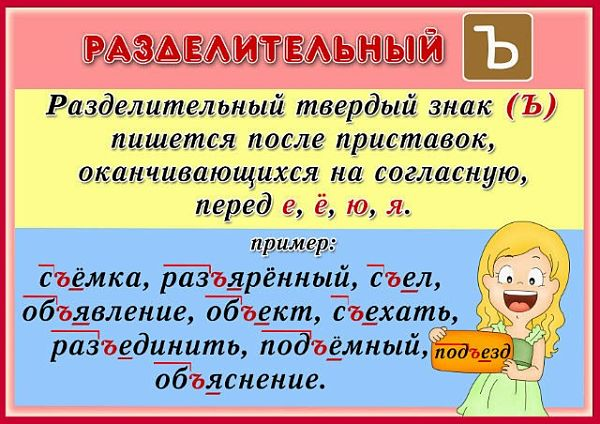 РАЗДЕЛИТЕЛЬНЫЙ Ъ
Разделительный твердый знак (Ъ)
пишется после приставок,
оканчивающихся на согласную,
перед е, ё, ю, я.
пример:
съёмка, разъярённый, съел,
объявление, объект, съехать,
разъединить, подъёмный,
подъезд
объяснение.